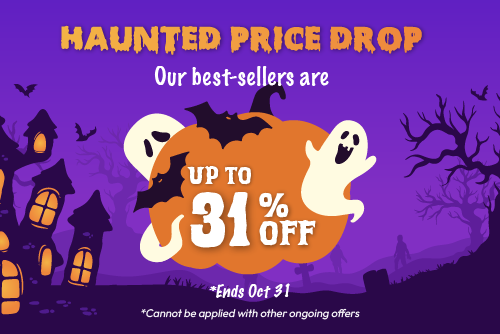 HAUNTED PRICE DROP
Our best-sellers are
UP TO
31% OFF
*Ends Oct 31
*Cannot be applied with other ongoing offers